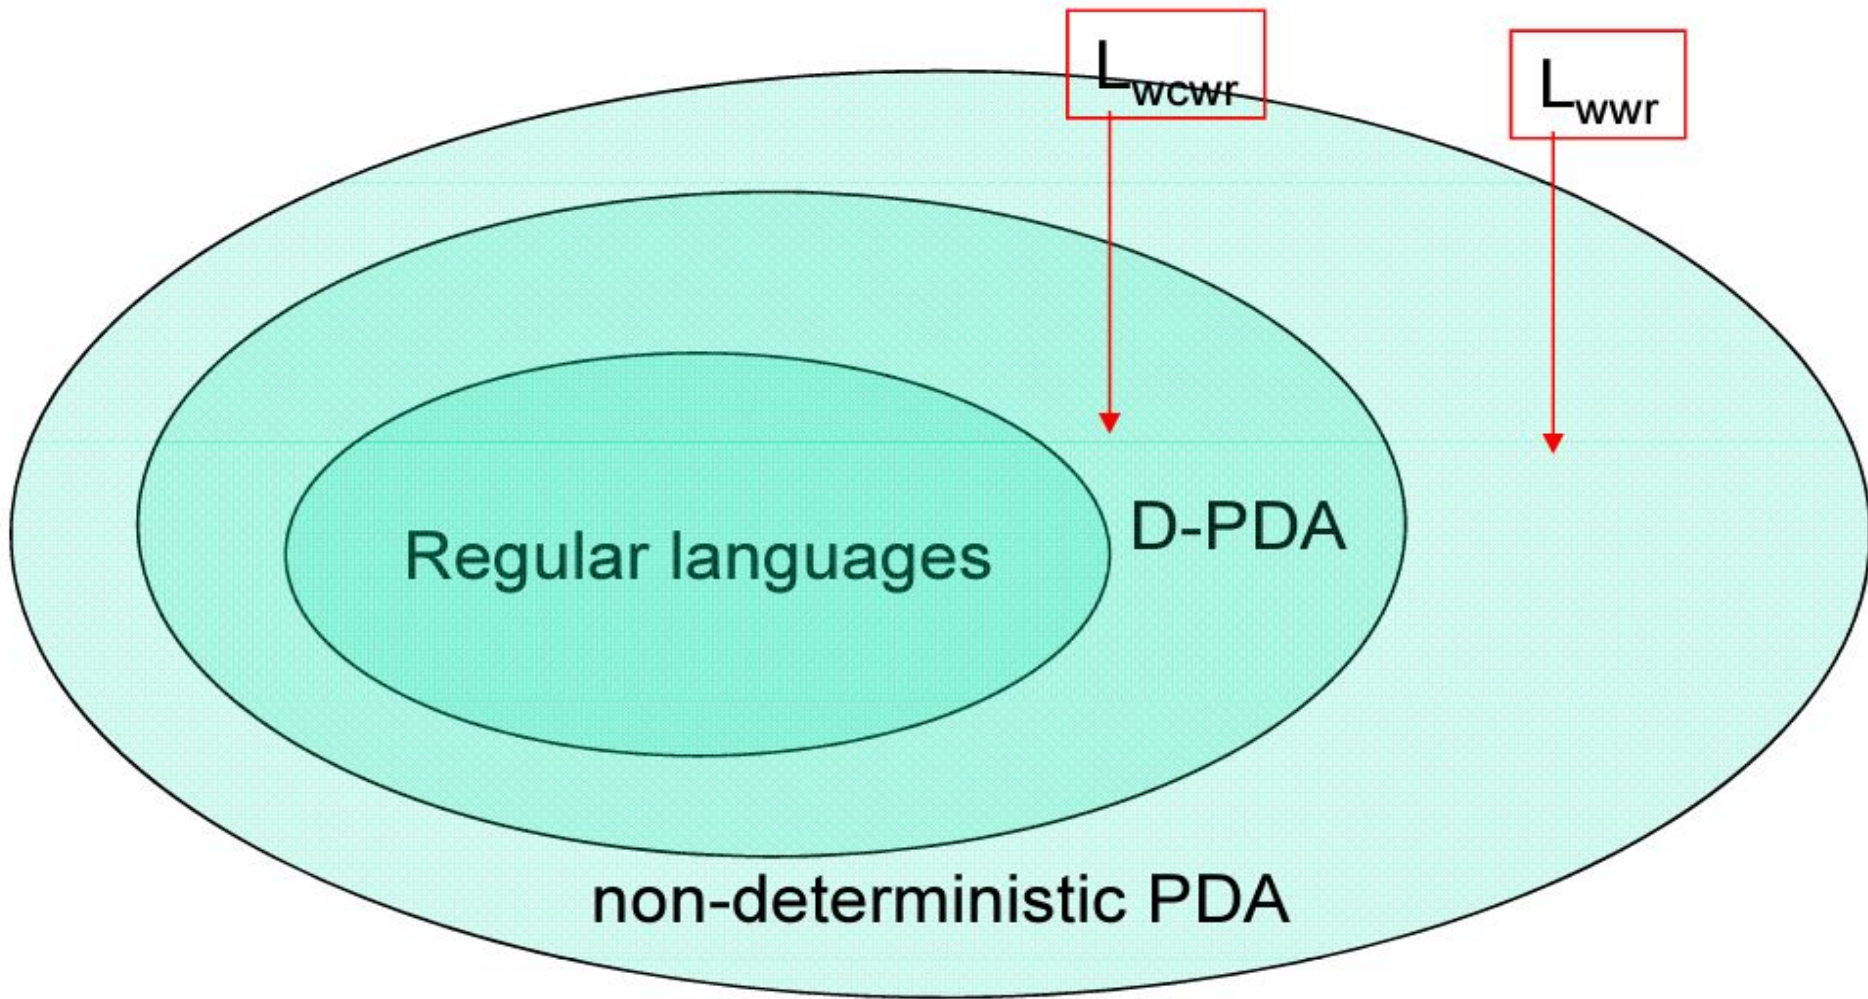 Lwcwr
Lwwr
D-PDA
Regular languages
non-deterministic PDA